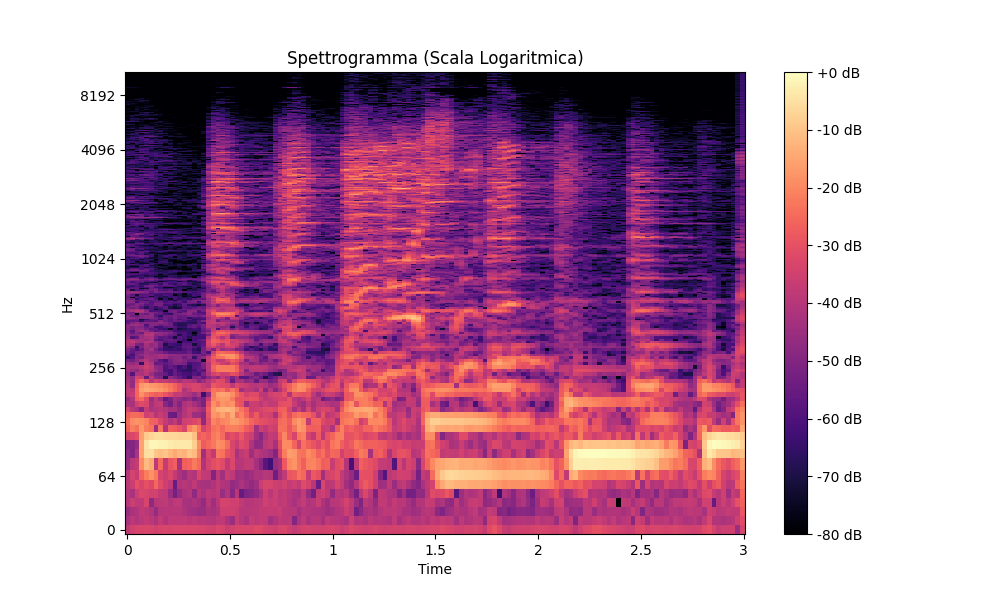 Spettrogramma (Scala Logaritmica)
Hz
8192
4096
2048
1024
512
256
128
64
0
0
0.5
1
1.5
2
2.5
3
Time
+0 dB
-10 dB
-20 dB
-30 dB
-40 dB
-50 dB
-60 dB
-70 dB
-80 dB